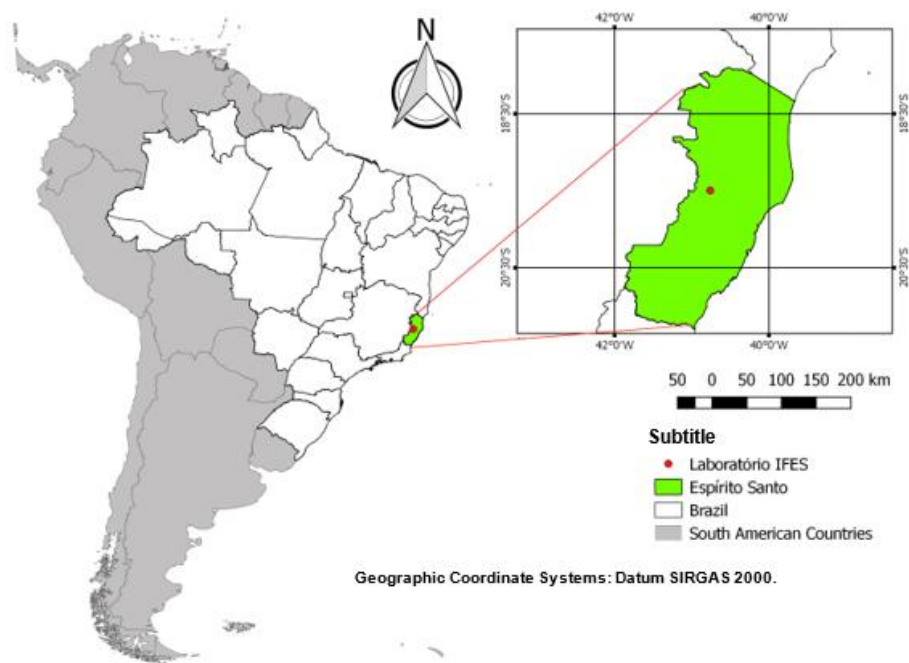 N
42°0'W 40°0'W
18°30'S 18°30'S
20°30'S 20°30'S
42°0'W 40°0'W
50 0 50 100 150 200 km
Subtitle
Laboratório IFES
Espírito Santo
Brazil
South American Countries
Geographic Coordinate Systems: Datum SIRGAS 2000.